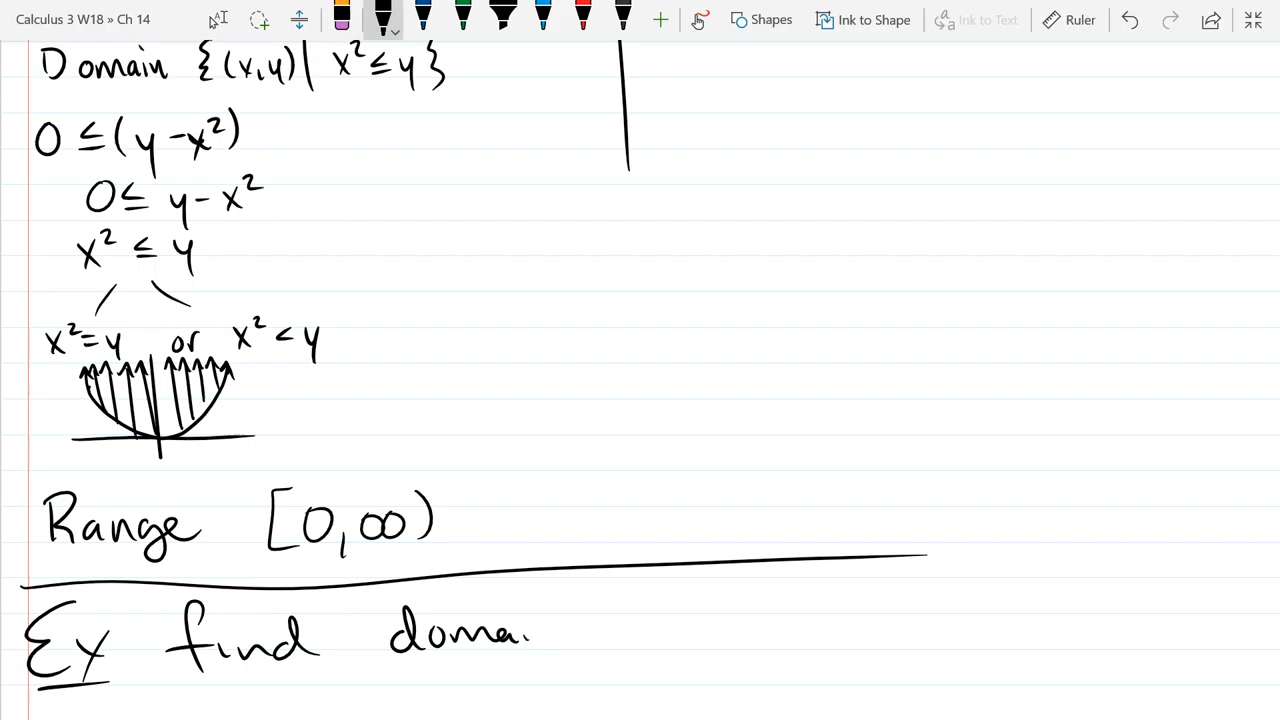 Calculus 3 W18 » Ch 14
Shapes Ink to Shape Ink to Text Ruler
Domain {(x,y)| x² ≤ y}
0 ≤ (y - x²)
0 ≤ y - x²
x² ≤ y
x² = y or x² < y
Range [0,∞)
Ex find domai